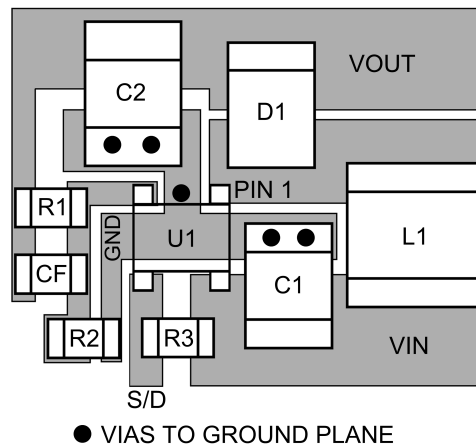 VOUT
C2
D1
PIN 1
R1
GND
U1
L1
CF
C1
R2
R3
VIN
S/D
VIAS TO GROUND PLANE